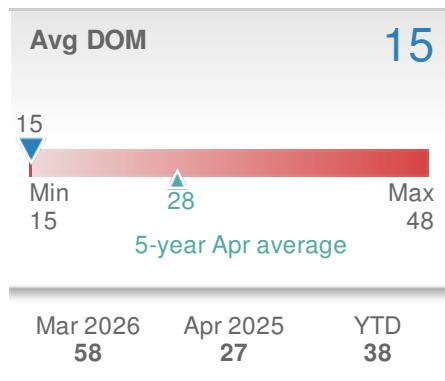 Avg DOM 15
15
Min Max
15 28 48
5-year Apr average
Mar 2026 Apr 2025 YTD
58 27 38